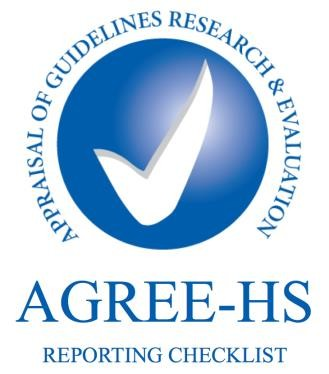 APPRAISAL OF GUIDELINES RESEARCH & EVALUATION
AGREE-HS
REPORTING CHECKLIST